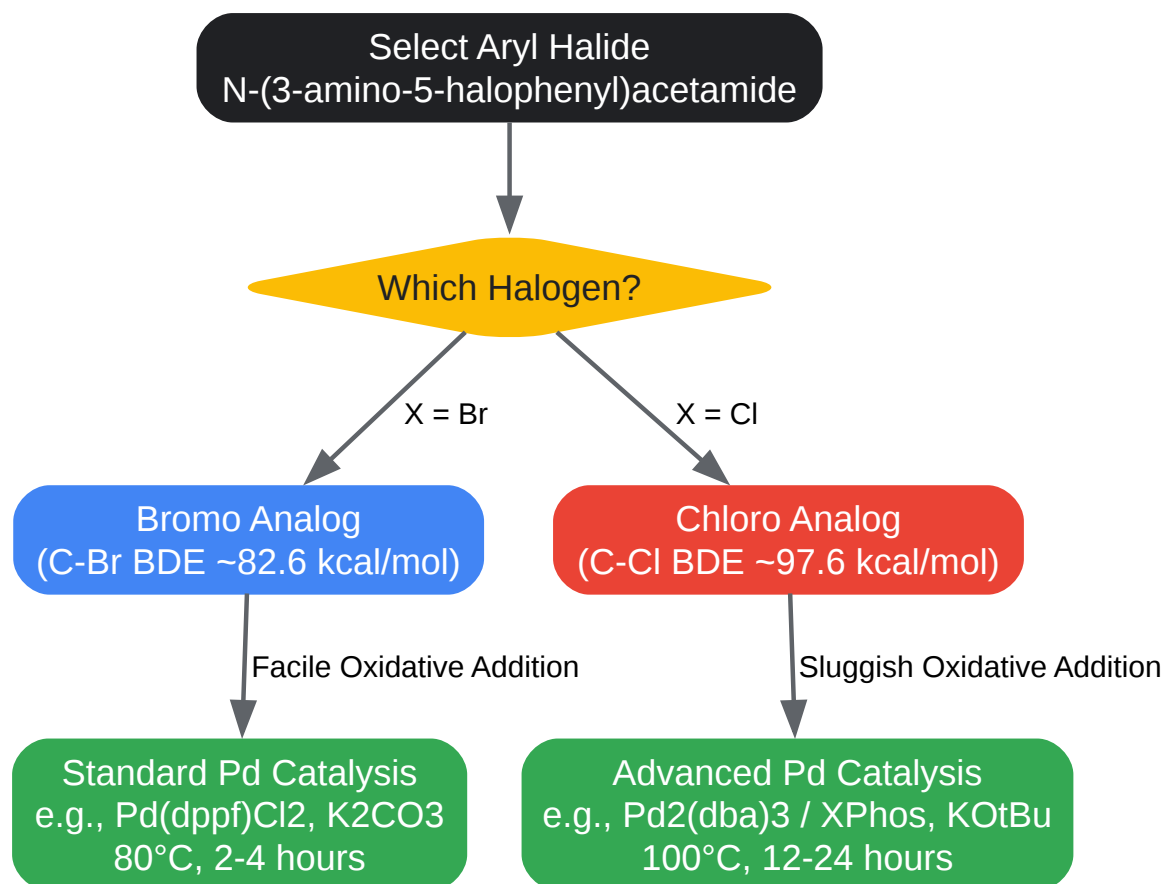 Select Aryl Halide
N-(3-amino-5-halophenyl)acetamide
Which Halogen?
X = Br
X = Cl
Bromo Analog
(C-Br BDE ~82.6 kcal/mol)
Chloro Analog
(C-Cl BDE ~97.6 kcal/mol)
Facile Oxidative Addition
Sluggish Oxidative Addition
Standard Pd Catalysis
e.g., Pd(dppf)Cl2, K2CO3
80°C, 2-4 hours
Advanced Pd Catalysis
e.g., Pd2(dba)3 / XPhos, KOtBu
100°C, 12-24 hours